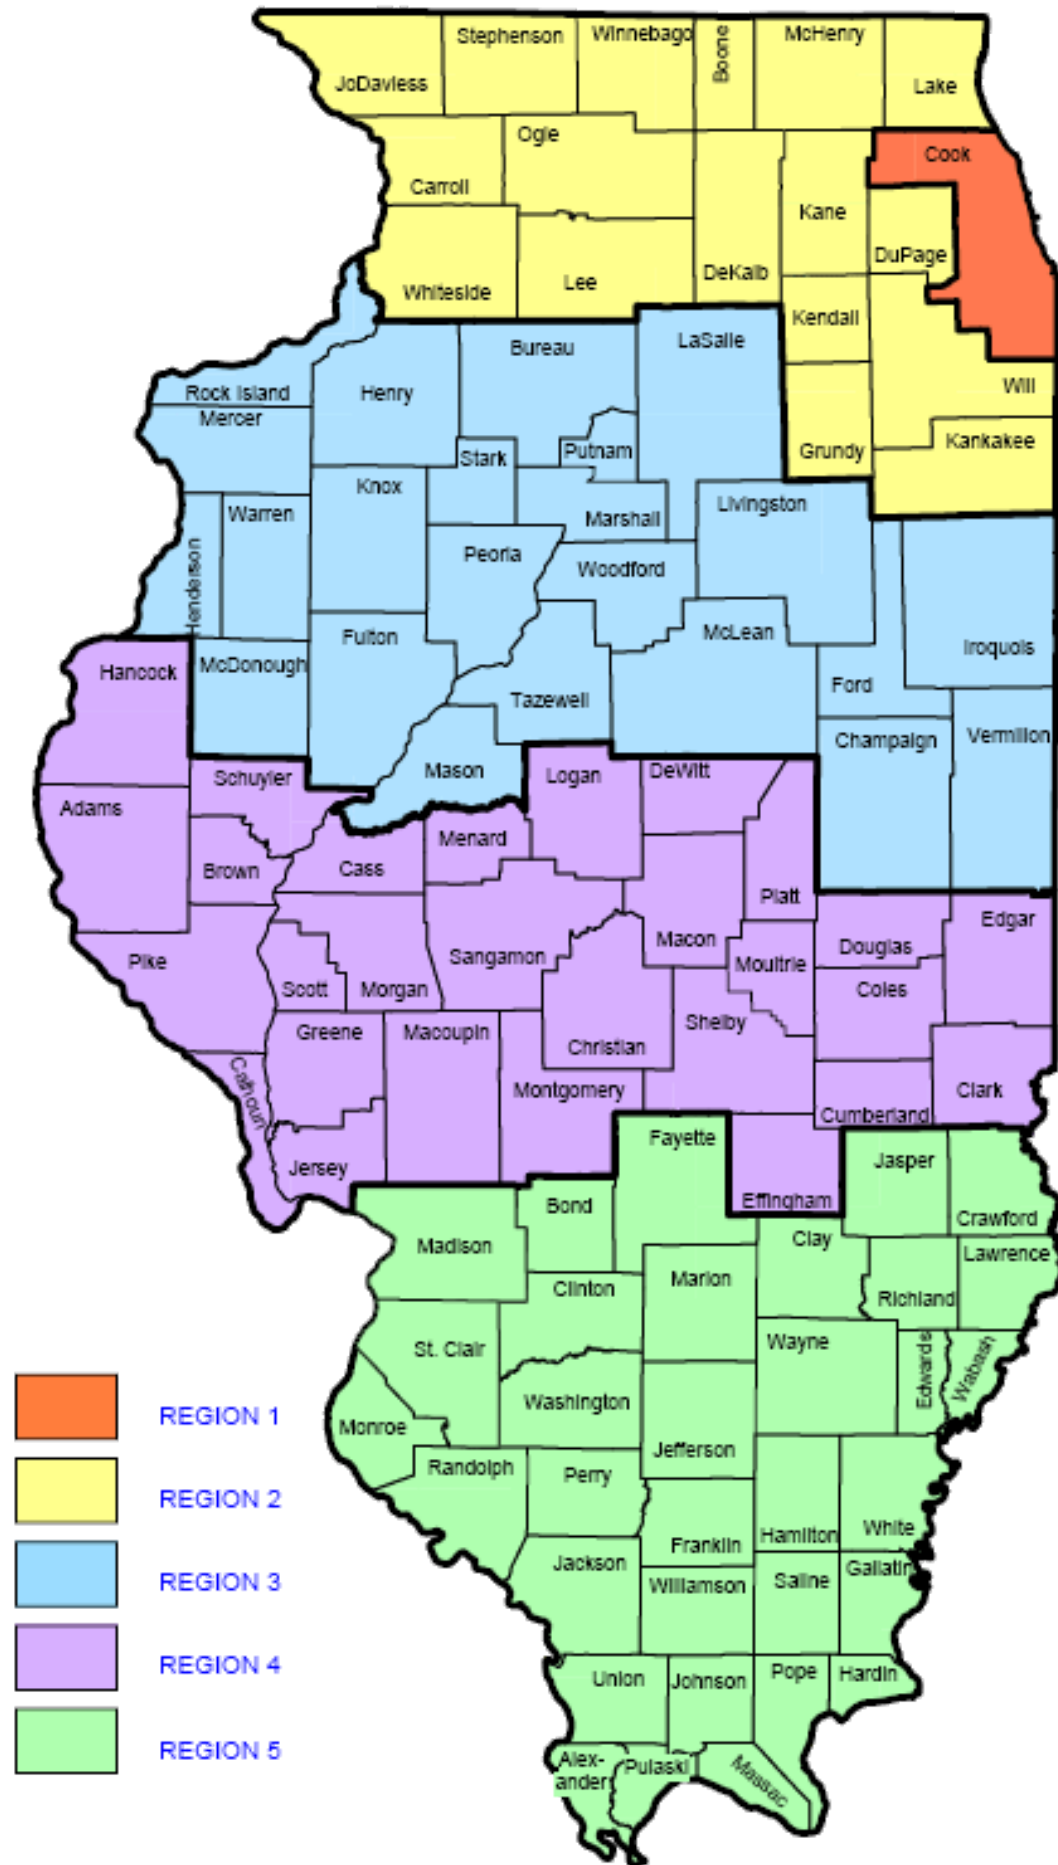 Stephenson
Winnebago
Boone
McHenry
JoDaviess
Lake
Ogle
Cook
Carroll
Kane
DuPage
DeKalb
Whiteside
Lee
Kendall
Bureau
LaSalle
Rock Island
Henry
Will
Mercer
Kankakee
Putnam
Grundy
Stark
Knox
Livingston
Warren
Marshall
Peoria
Woodford
Henderson
Fulton
McLean
Iroquois
McDonough
Hancock
Ford
Tazewell
Vermilion
Champaign
Mason
DeWitt
Logan
Schuyler
Adams
Menard
Cass
Brown
Piatt
Edgar
Macon
Douglas
Sangamon
Pike
Moultrie
Scott
Morgan
Coles
Shelby
Greene
Macoupin
Christian
Calhoun
Montgomery
Clark
Cumberland
Fayette
Jersey
Jasper
Effingham
Bond
Crawford
Clay
Madison
Lawrence
Marion
Clinton
Richland
Wayne
St. Clair
Edwards
Wabash
Washington
REGION 1
Monroe
Jefferson
Randolph
Perry
REGION 2
White
Hamilton
Franklin
Jackson
Gallatin
REGION 3
Saline
Williamson
REGION 4
Pope
Hardin
Union
Johnson
REGION 5
Alex-
ander
Pulaski
Massac